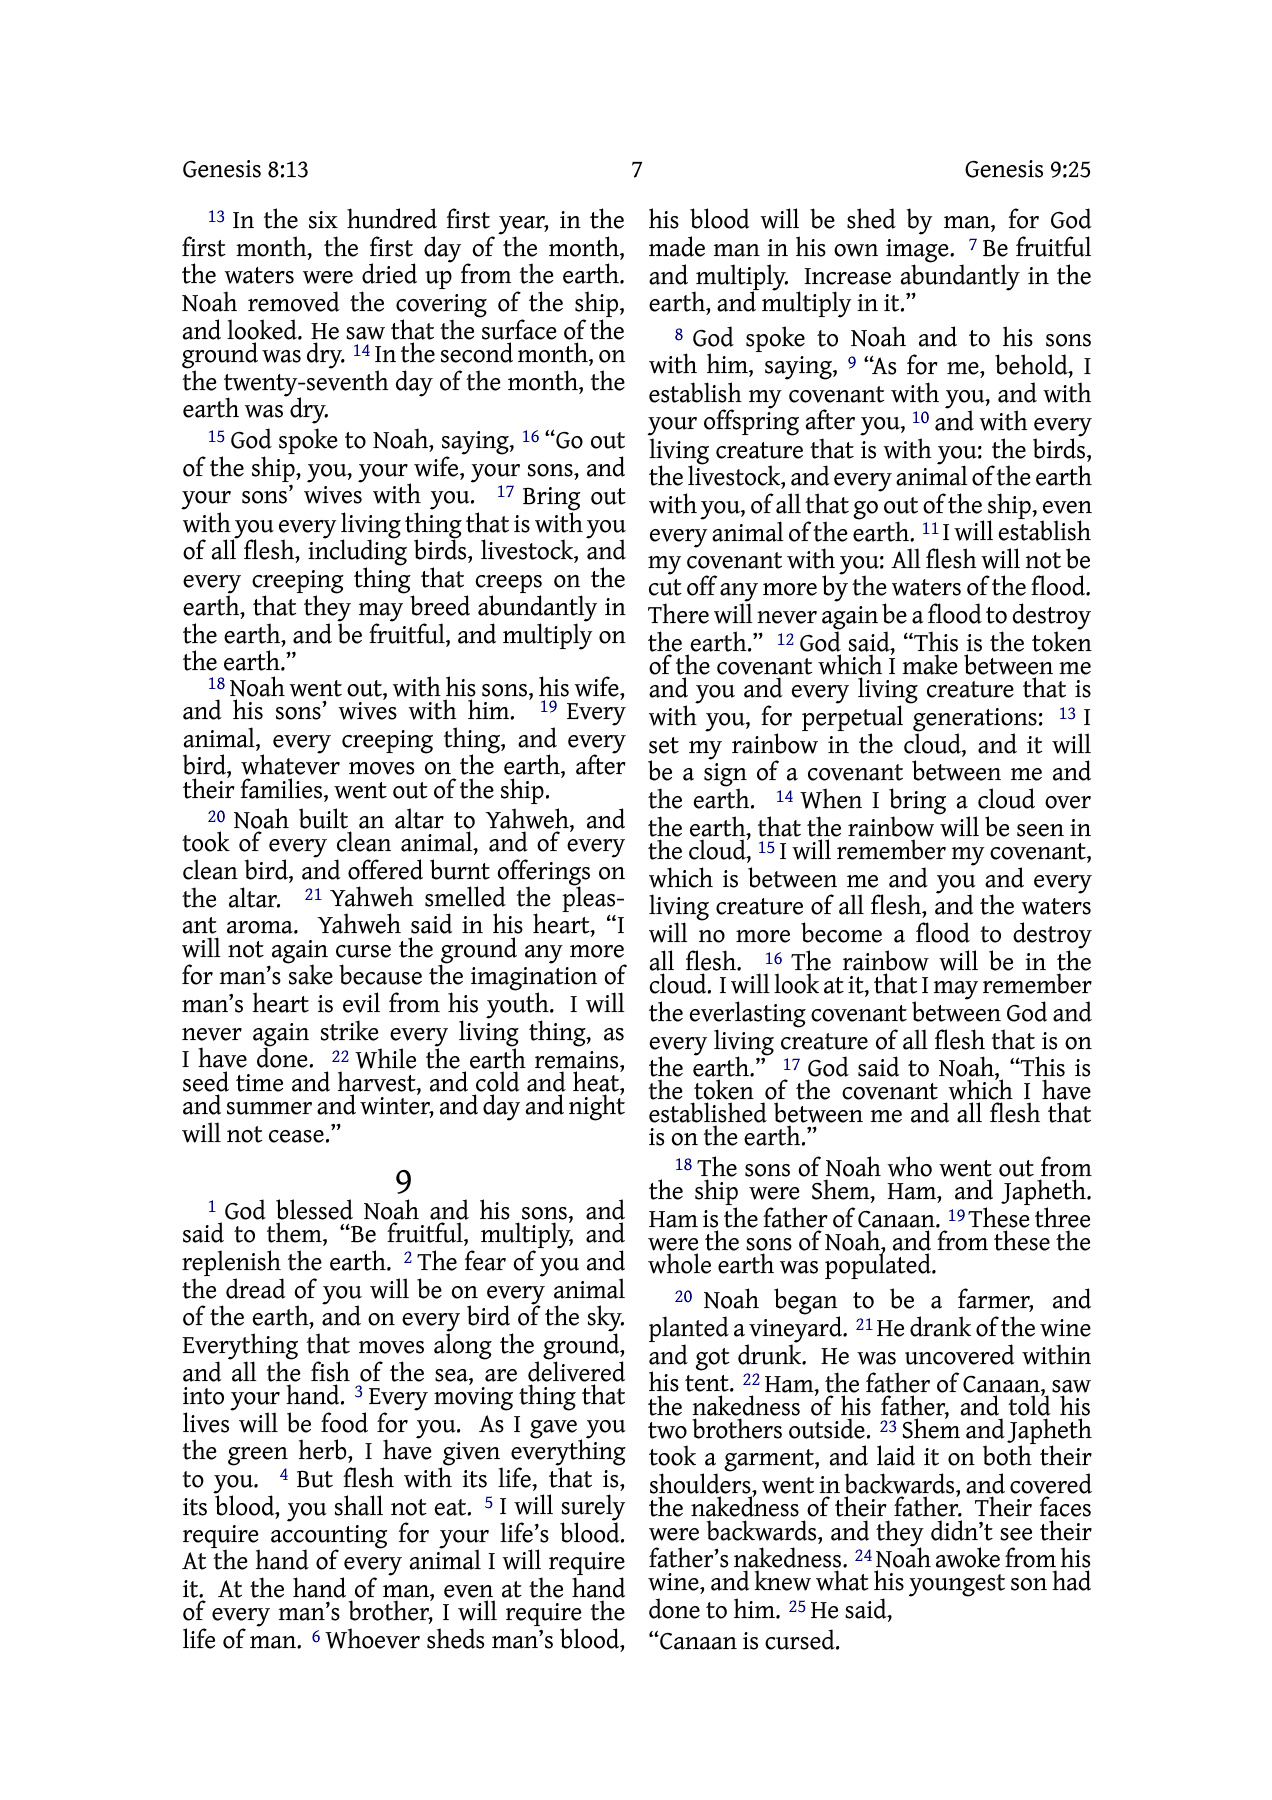 Genesis 8:13 7 Genesis 9:25
13 In the six hundred first year, in the
first month, the first day of the month,
the waters were dried up from the earth.
Noah removed the covering of the ship,
and looked. He saw that the surface of the
ground was dry. 14 In the second month, on
the twenty-seventh day of the month, the
earth was dry.
15 God spoke to Noah, saying, 16 “Go out
of the ship, you, your wife, your sons, and
your sons’ wives with you. 17 Bring out
with you every living thing that is with you
of all flesh, including birds, livestock, and
every creeping thing that creeps on the
earth, that they may breed abundantly in
the earth, and be fruitful, and multiply on
the earth.”
18 Noah went out, with his sons, his wife,
and his sons’ wives with him. 19 Every
animal, every creeping thing, and every
bird, whatever moves on the earth, after
their families, went out of the ship.
20 Noah built an altar to Yahweh, and
took of every clean animal, and of every
clean bird, and offered burnt offerings on
the altar. 21 Yahweh smelled the pleas-
ant aroma. Yahweh said in his heart, “I
will not again curse the ground any more
for man’s sake because the imagination of
man’s heart is evil from his youth. I will
never again strike every living thing, as
I have done. 22 While the earth remains,
seed time and harvest, and cold and heat,
and summer and winter, and day and night
will not cease.”
9
1 God blessed Noah and his sons, and
said to them, “Be fruitful, multiply, and
replenish the earth. 2 The fear of you and
the dread of you will be on every animal
of the earth, and on every bird of the sky.
Everything that moves along the ground,
and all the fish of the sea, are delivered
into your hand. 3 Every moving thing that
lives will be food for you. As I gave you
the green herb, I have given everything
to you. 4 But flesh with its life, that is,
its blood, you shall not eat. 5 I will surely
require accounting for your life’s blood.
At the hand of every animal I will require
it. At the hand of man, even at the hand
of every man’s brother, I will require the
life of man. 6 Whoever sheds man’s blood,
his blood will be shed by man, for God
made man in his own image. 7 Be fruitful
and multiply. Increase abundantly in the
earth, and multiply in it.”
8 God spoke to Noah and to his sons
with him, saying, 9 “As for me, behold, I
establish my covenant with you, and with
your offspring after you, 10 and with every
living creature that is with you: the birds,
the livestock, and every animal of the earth
with you, of all that go out of the ship, even
every animal of the earth. 11 I will establish
my covenant with you: All flesh will not be
cut off any more by the waters of the flood.
There will never again be a flood to destroy
the earth.” 12 God said, “This is the token
of the covenant which I make between me
and you and every living creature that is
with you, for perpetual generations: 13 I
set my rainbow in the cloud, and it will
be a sign of a covenant between me and
the earth. 14 When I bring a cloud over
the earth, that the rainbow will be seen in
the cloud, 15 I will remember my covenant,
which is between me and you and every
living creature of all flesh, and the waters
will no more become a flood to destroy
all flesh. 16 The rainbow will be in the
cloud. I will look at it, that I may remember
the everlasting covenant between God and
every living creature of all flesh that is on
the earth.” 17 God said to Noah, “This is
the token of the covenant which I have
established between me and all flesh that
is on the earth.”
18 The sons of Noah who went out from
the ship were Shem, Ham, and Japheth.
Ham is the father of Canaan. 19 These three
were the sons of Noah, and from these the
whole earth was populated.
20 Noah began to be a farmer, and
planted a vineyard. 21 He drank of the wine
and got drunk. He was uncovered within
his tent. 22 Ham, the father of Canaan, saw
the nakedness of his father, and told his
two brothers outside. 23 Shem and Japheth
took a garment, and laid it on both their
shoulders, went in backwards, and covered
the nakedness of their father. Their faces
were backwards, and they didn’t see their
father’s nakedness. 24 Noah awoke from his
wine, and knew what his youngest son had
done to him. 25 He said,
“Canaan is cursed.